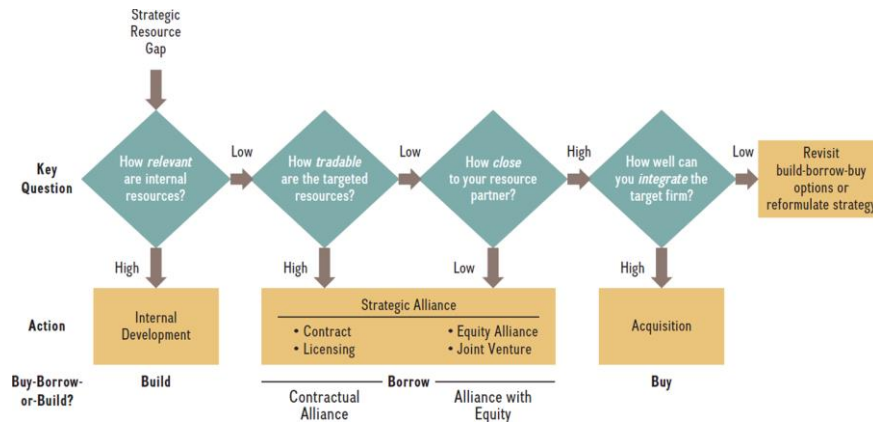 Strategic
Resource
Gap
Key
Question
How relevant
are internal
resources?
Low
How tradable
are the targeted
resources?
Low
How close
to your resource
partner?
High
How well can
you integrate the
target firm?
Low
Revisit
build-borrow-buy
options or
reformulate strategy
High
High
Low
High
Action
Internal
Development
Strategic Alliance
• Contract
• Licensing
• Equity Alliance
• Joint Venture
Acquisition
Buy-Borrow-
or-Build?
Build
Borrow
Buy
Contractual
Alliance
Alliance with
Equity